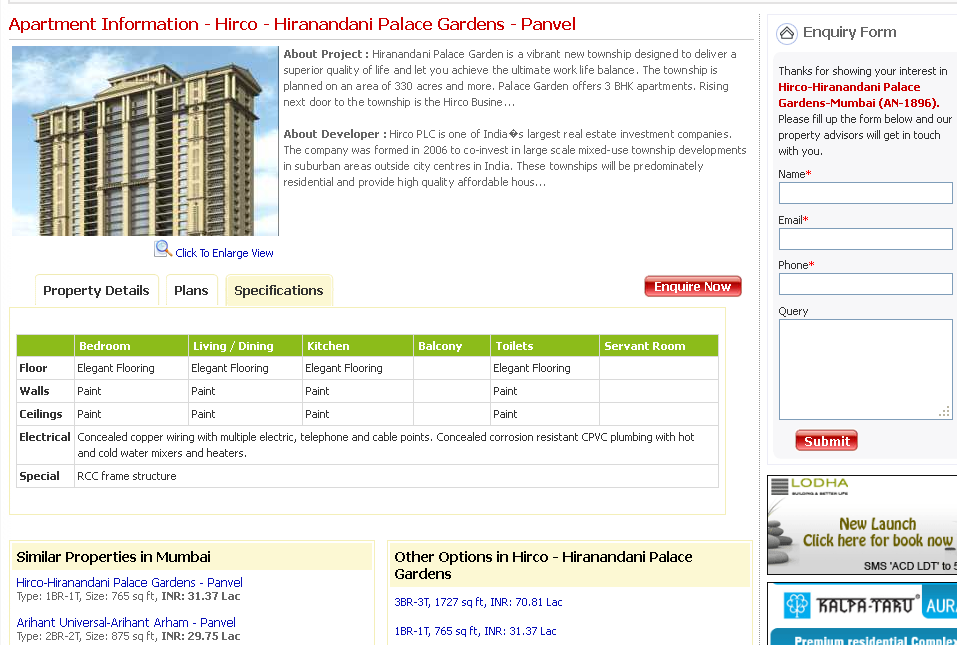 Apartment Information - Hirco - Hiranandani Palace Gardens - Panvel
About Project : Hiranandani Palace Garden is a vibrant new township designed to deliver a
superior quality of life and let you achieve the ultimate work life balance. The township is
planned on an area of 330 acres and more. Palace Garden offers 3 BHK apartments. Rising
next door to the township is the Hirco Busine...
About Developer : Hirco PLC is one of India�s largest real estate investment companies.
The company was formed in 2006 to co-invest in large scale mixed-use township developments
in suburban areas outside city centres in India. These townships will be predominately
residential and provide high quality affordable hous...
Click To Enlarge View
Property Details Plans Specifications
Enquire Now
Bedroom Living / Dining Kitchen Balcony Toilets Servant Room
Floor Elegant Flooring Elegant Flooring Elegant Flooring Elegant Flooring
Walls Paint Paint Paint Paint
Ceilings Paint Paint Paint Paint
Electrical Concealed copper wiring with multiple electric, telephone and cable points. Concealed corrosion resistant CPVC plumbing with hot
and cold water mixers and heaters.
Special RCC frame structure
Similar Properties in Mumbai
Hirco-Hiranandani Palace Gardens - Panvel
Type: 1BR-1T, Size: 765 sq ft, INR: 31.37 Lac
Arihant Universal-Arihant Arham - Panvel
Type: 2BR-2T, Size: 875 sq ft, INR: 29.75 Lac
Other Options in Hirco - Hiranandani Palace
Gardens
3BR-3T, 1727 sq ft, INR: 70.81 Lac
1BR-1T, 765 sq ft, INR: 31.37 Lac
Enquiry Form
Thanks for showing your interest in
Hirco-Hiranandani Palace
Gardens-Mumbai (AN-1896).
Please fill up the form below and our
property advisors will get in touch
with you.
Name*
Email*
Phone*
Query
Submit
LODHA
BUILDING A BETTER LIFE
New Launch
Click here for book now
SMS 'ACD LDT' to 5
KALPA-TARU AURA
Premium residential Complex